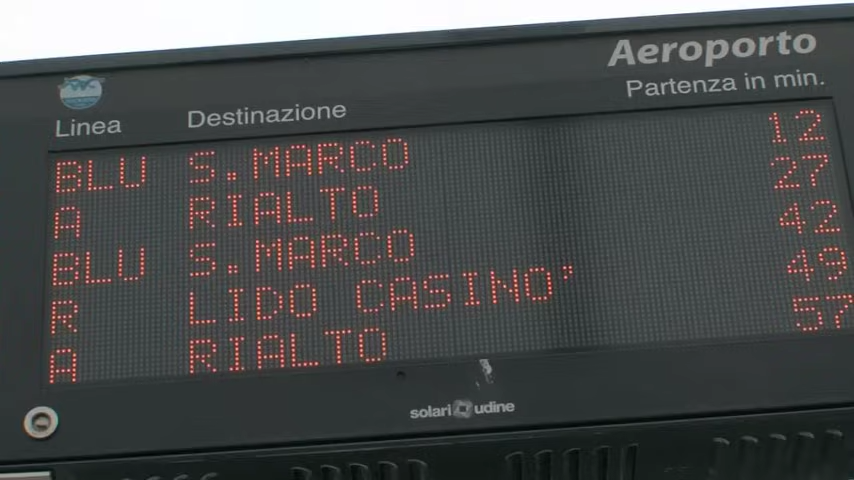 Aeroporto
Linea Destinazione Partenza in min.
BLU S.MARCO 12
A RIALTO 27
BLU S.MARCO 42
R LIDO CASINO' 49
A RIALTO 57
solari udine